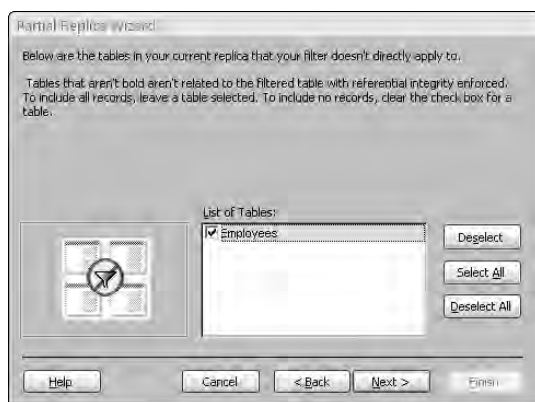 Partial Replica Wizard
Below are the tables in your current replica that your filter doesn't directly apply to.
Tables that aren't bold aren't related to the filtered table with referential integrity enforced.
To include all records, leave a table selected. To include no records, clear the check box for a
table.
List of Tables:
Employees
Deselect
Select All
Deselect All
Help
Cancel
< Back
Next >
Finish